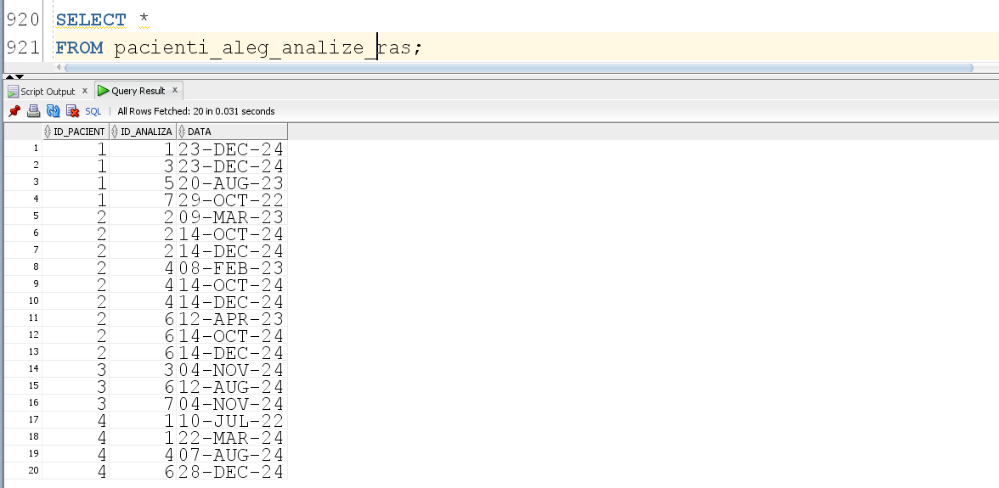 920 SELECT *
921 FROM pacienti_aleg_analize_ras;
Script Output x Query Result x
SQL | All Rows Fetched: 20 in 0.031 seconds
ID_PACIENT ID_ANALIZA DATA
1 1 1 23-DEC-24
2 1 3 23-DEC-24
3 1 5 20-AUG-23
4 1 7 29-OCT-22
5 2 2 09-MAR-23
6 2 2 14-OCT-24
7 2 2 14-DEC-24
8 2 4 08-FEB-23
9 2 4 14-OCT-24
10 2 4 14-DEC-24
11 2 6 12-APR-23
12 2 6 14-OCT-24
13 2 6 14-DEC-24
14 3 3 04-NOV-24
15 3 6 12-AUG-24
16 3 7 04-NOV-24
17 4 1 10-JUL-22
18 4 1 22-MAR-24
19 4 4 07-AUG-24
20 4 6 28-DEC-24